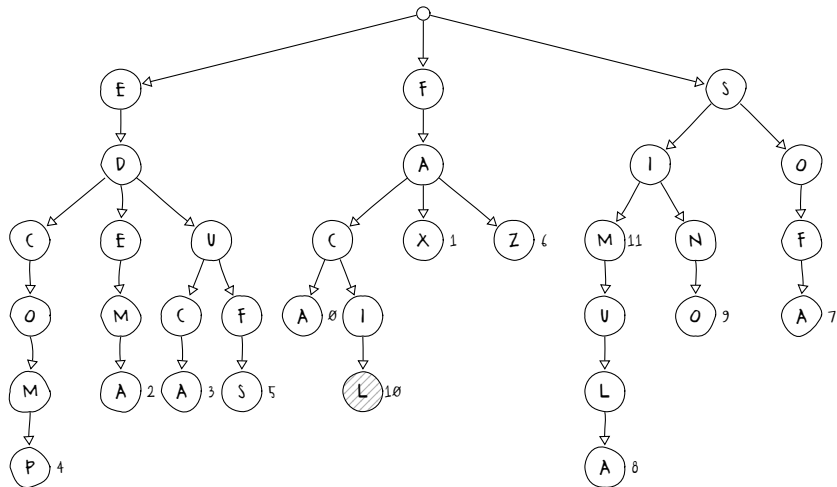 E F S
D A I O
C E U C X 1 Z 6 M 11 N F
O M C F A 0 I U O 9 A 7
M A 2 A 3 S 5 L 10 L
P 4 A 8